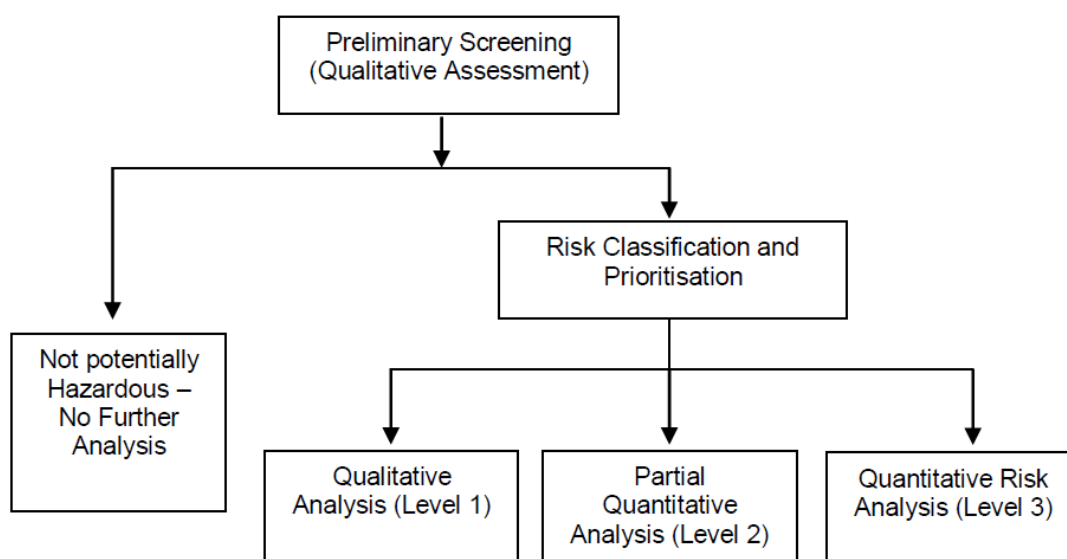 Preliminary Screening
(Qualitative Assessment)
Risk Classification and
Prioritisation
Not potentially
Hazardous –
No Further
Analysis
Qualitative
Analysis (Level 1)
Partial
Quantitative
Analysis (Level 2)
Quantitative Risk
Analysis (Level 3)